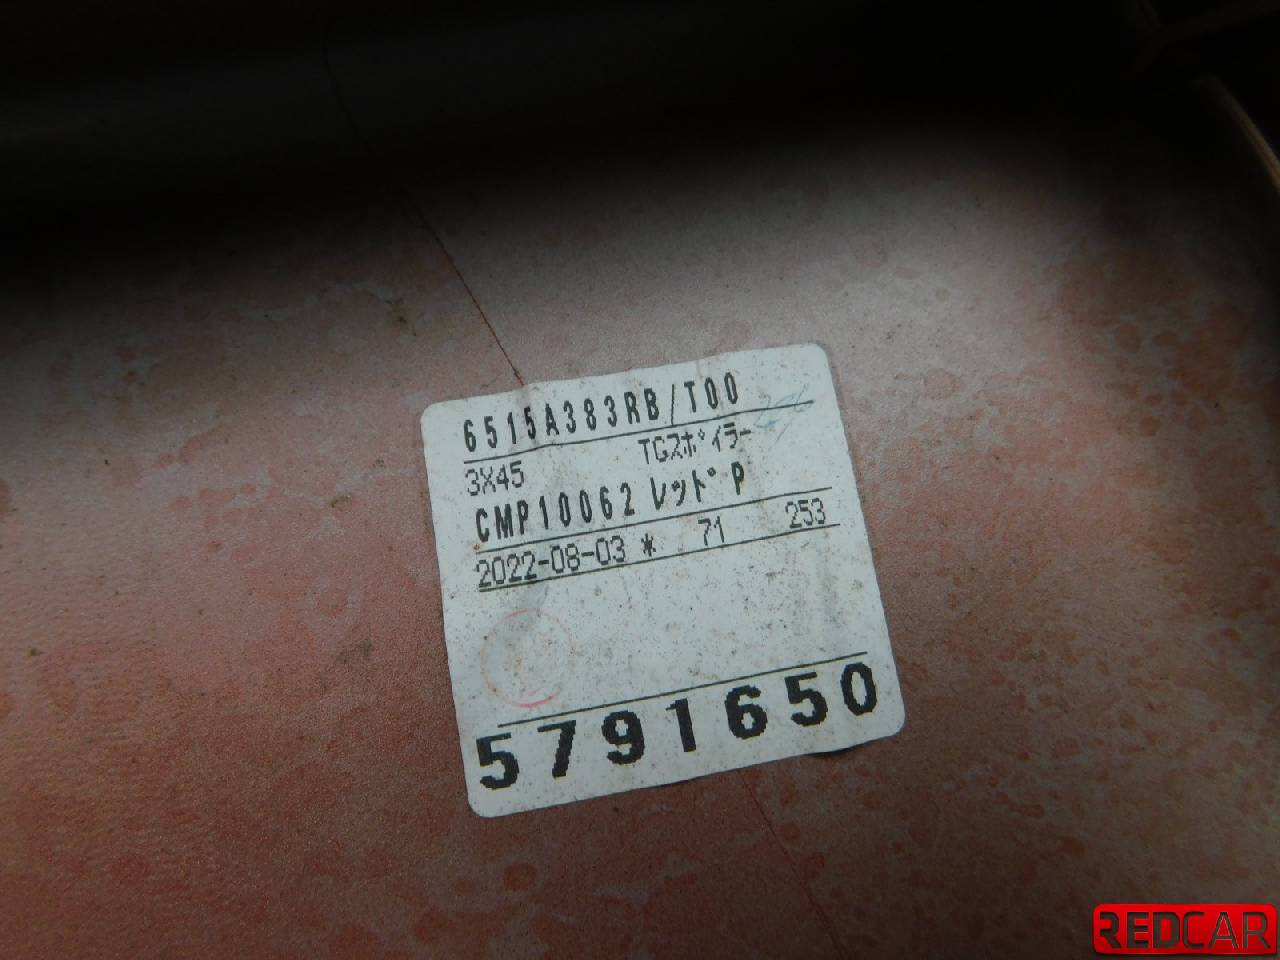 6515A383RB/T00
3X45 TGスポイラー
CMP10062 レッドP
2022-08-03 * 71 253
5791650
REDCAR